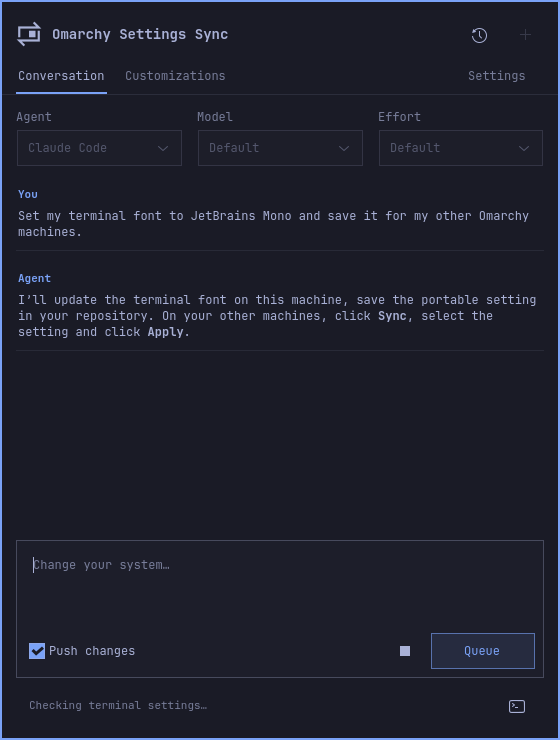 Omarchy Settings Sync
Conversation Customizations Settings
Agent Model Effort
Claude Code Default Default
You
Set my terminal font to JetBrains Mono and save it for my other Omarchy
machines.
Agent
I'll update the terminal font on this machine, save the portable setting
in your repository. On your other machines, click Sync, select the
setting and click Apply.
Change your system…
Push changes Queue
Checking terminal settings…